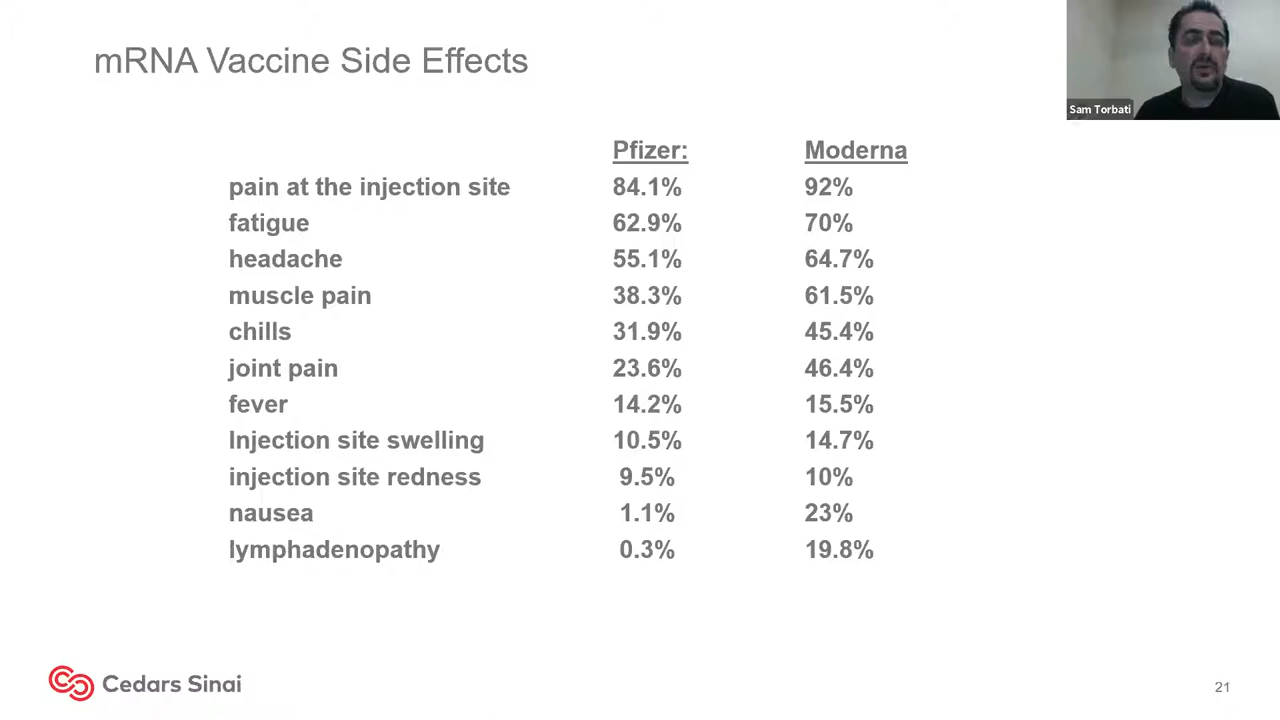 mRNA Vaccine Side Effects
Sam Torbati
Pfizer: Moderna
pain at the injection site 84.1% 92%
fatigue 62.9% 70%
headache 55.1% 64.7%
muscle pain 38.3% 61.5%
chills 31.9% 45.4%
joint pain 23.6% 46.4%
fever 14.2% 15.5%
Injection site swelling 10.5% 14.7%
injection site redness 9.5% 10%
nausea 1.1% 23%
lymphadenopathy 0.3% 19.8%
Cedars Sinai
21